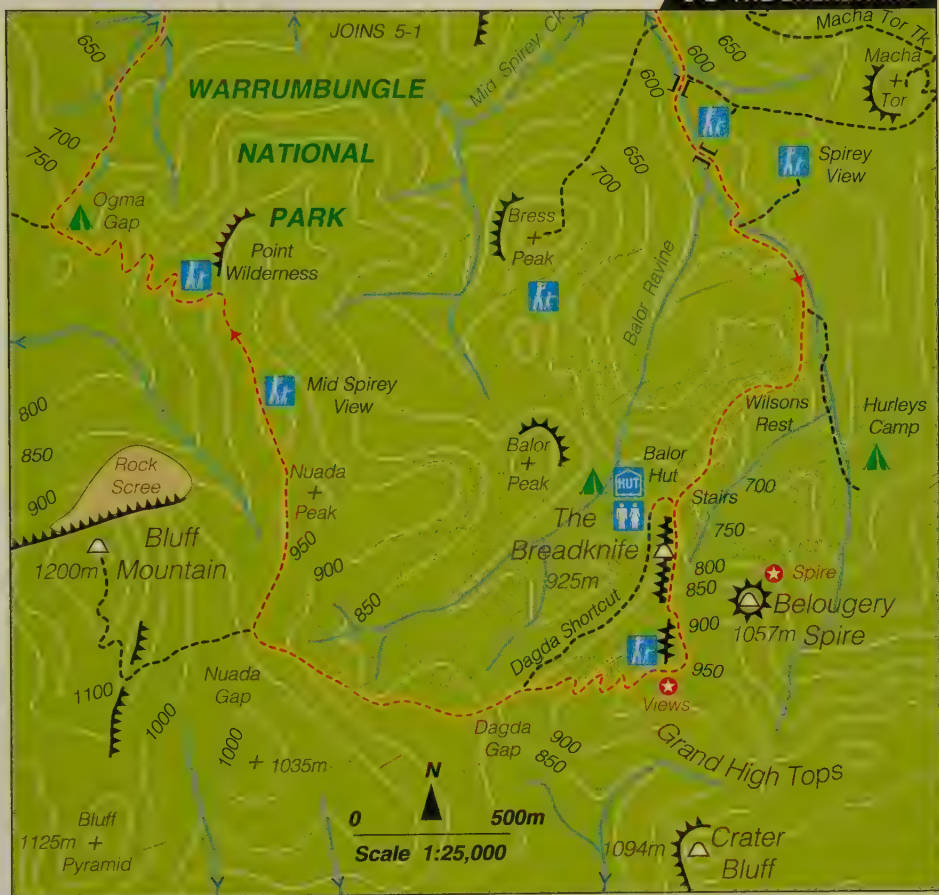 JOINS 5-1
Macha Tor Tk
650
Mid Spirey Ck
600
650
WARRUMBUNGLE
600
Macha
Tor
NATIONAL
700
750
650
700
Spirey
View
Ogma
Gap
PARK
Bress
Peak
Point
Wilderness
Balor Ravine
Mid Spirey
View
800
850
900
Rock
Scree
Wilsons
Rest
Hurleys
Camp
Balor
Peak
Balor
Hut
HUT
Nuada
Peak
Stairs
700
750
The
Breadknife
925m
Bluff
Mountain
1200m
950
900
850
800
850
Spire
Belougery
Spire
1057m
900
Dagda Shortcut
950
Views
Nuada
Gap
1100
1000
1000
1035m
Dagda
Gap
900
850
Grand High Tops
N
0 500m
Scale 1:25,000
Bluff
1125m
Pyramid
1094m
Crater
Bluff